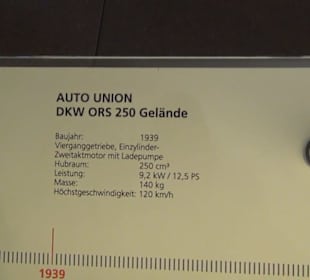 AUTO UNION
DKW ORS 250 Gelände
Baujahr: 1939
Vierganggetriebe, Einzylinder-
Zweitaktmotor mit Ladepumpe
Hubraum: 250 cm³
Leistung: 9,2 kW / 12,5 PS
Masse: 140 kg
Höchstgeschwindigkeit: 120 km/h
1939